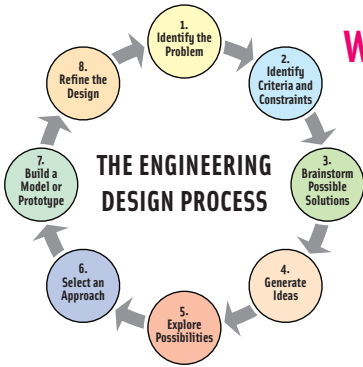 1.
Identify the
Problem
2.
Identify
Criteria and
Constraints
3.
Brainstorm
Possible
Solutions
4.
Generate
Ideas
5.
Explore
Possibilities
6.
Select an
Approach
7.
Build a
Model or
Prototype
8.
Refine the
Design
THE ENGINEERING
DESIGN PROCESS
W